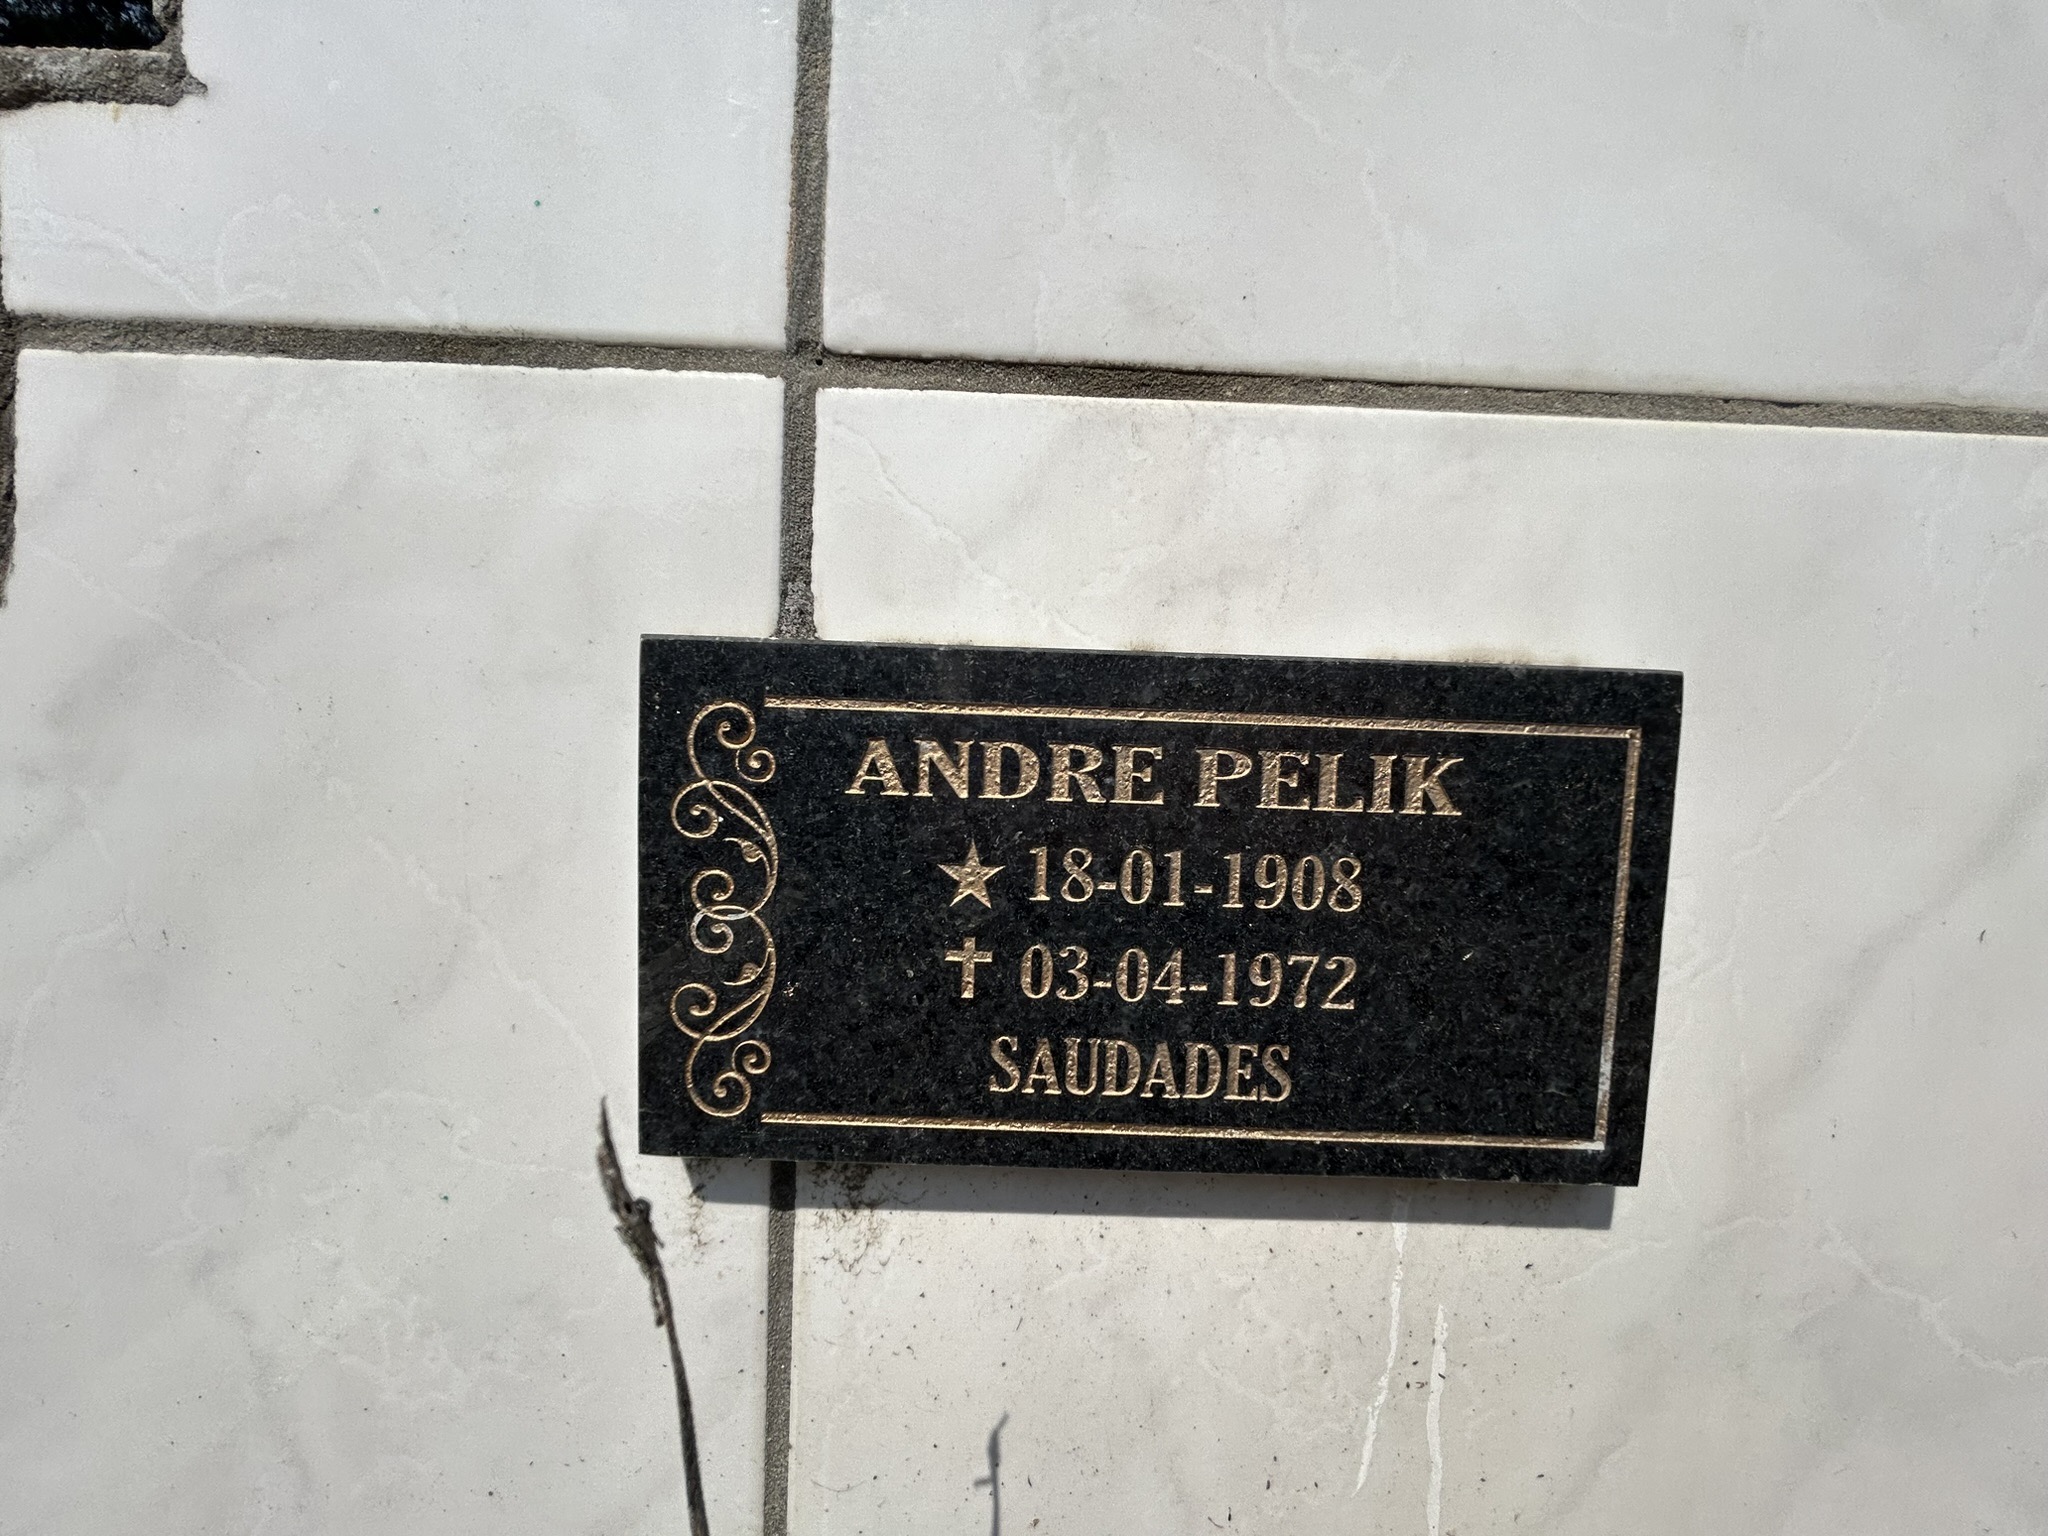 ANDRE PELIK
★ 18-01-1908
✝ 03-04-1972
SAUDADES